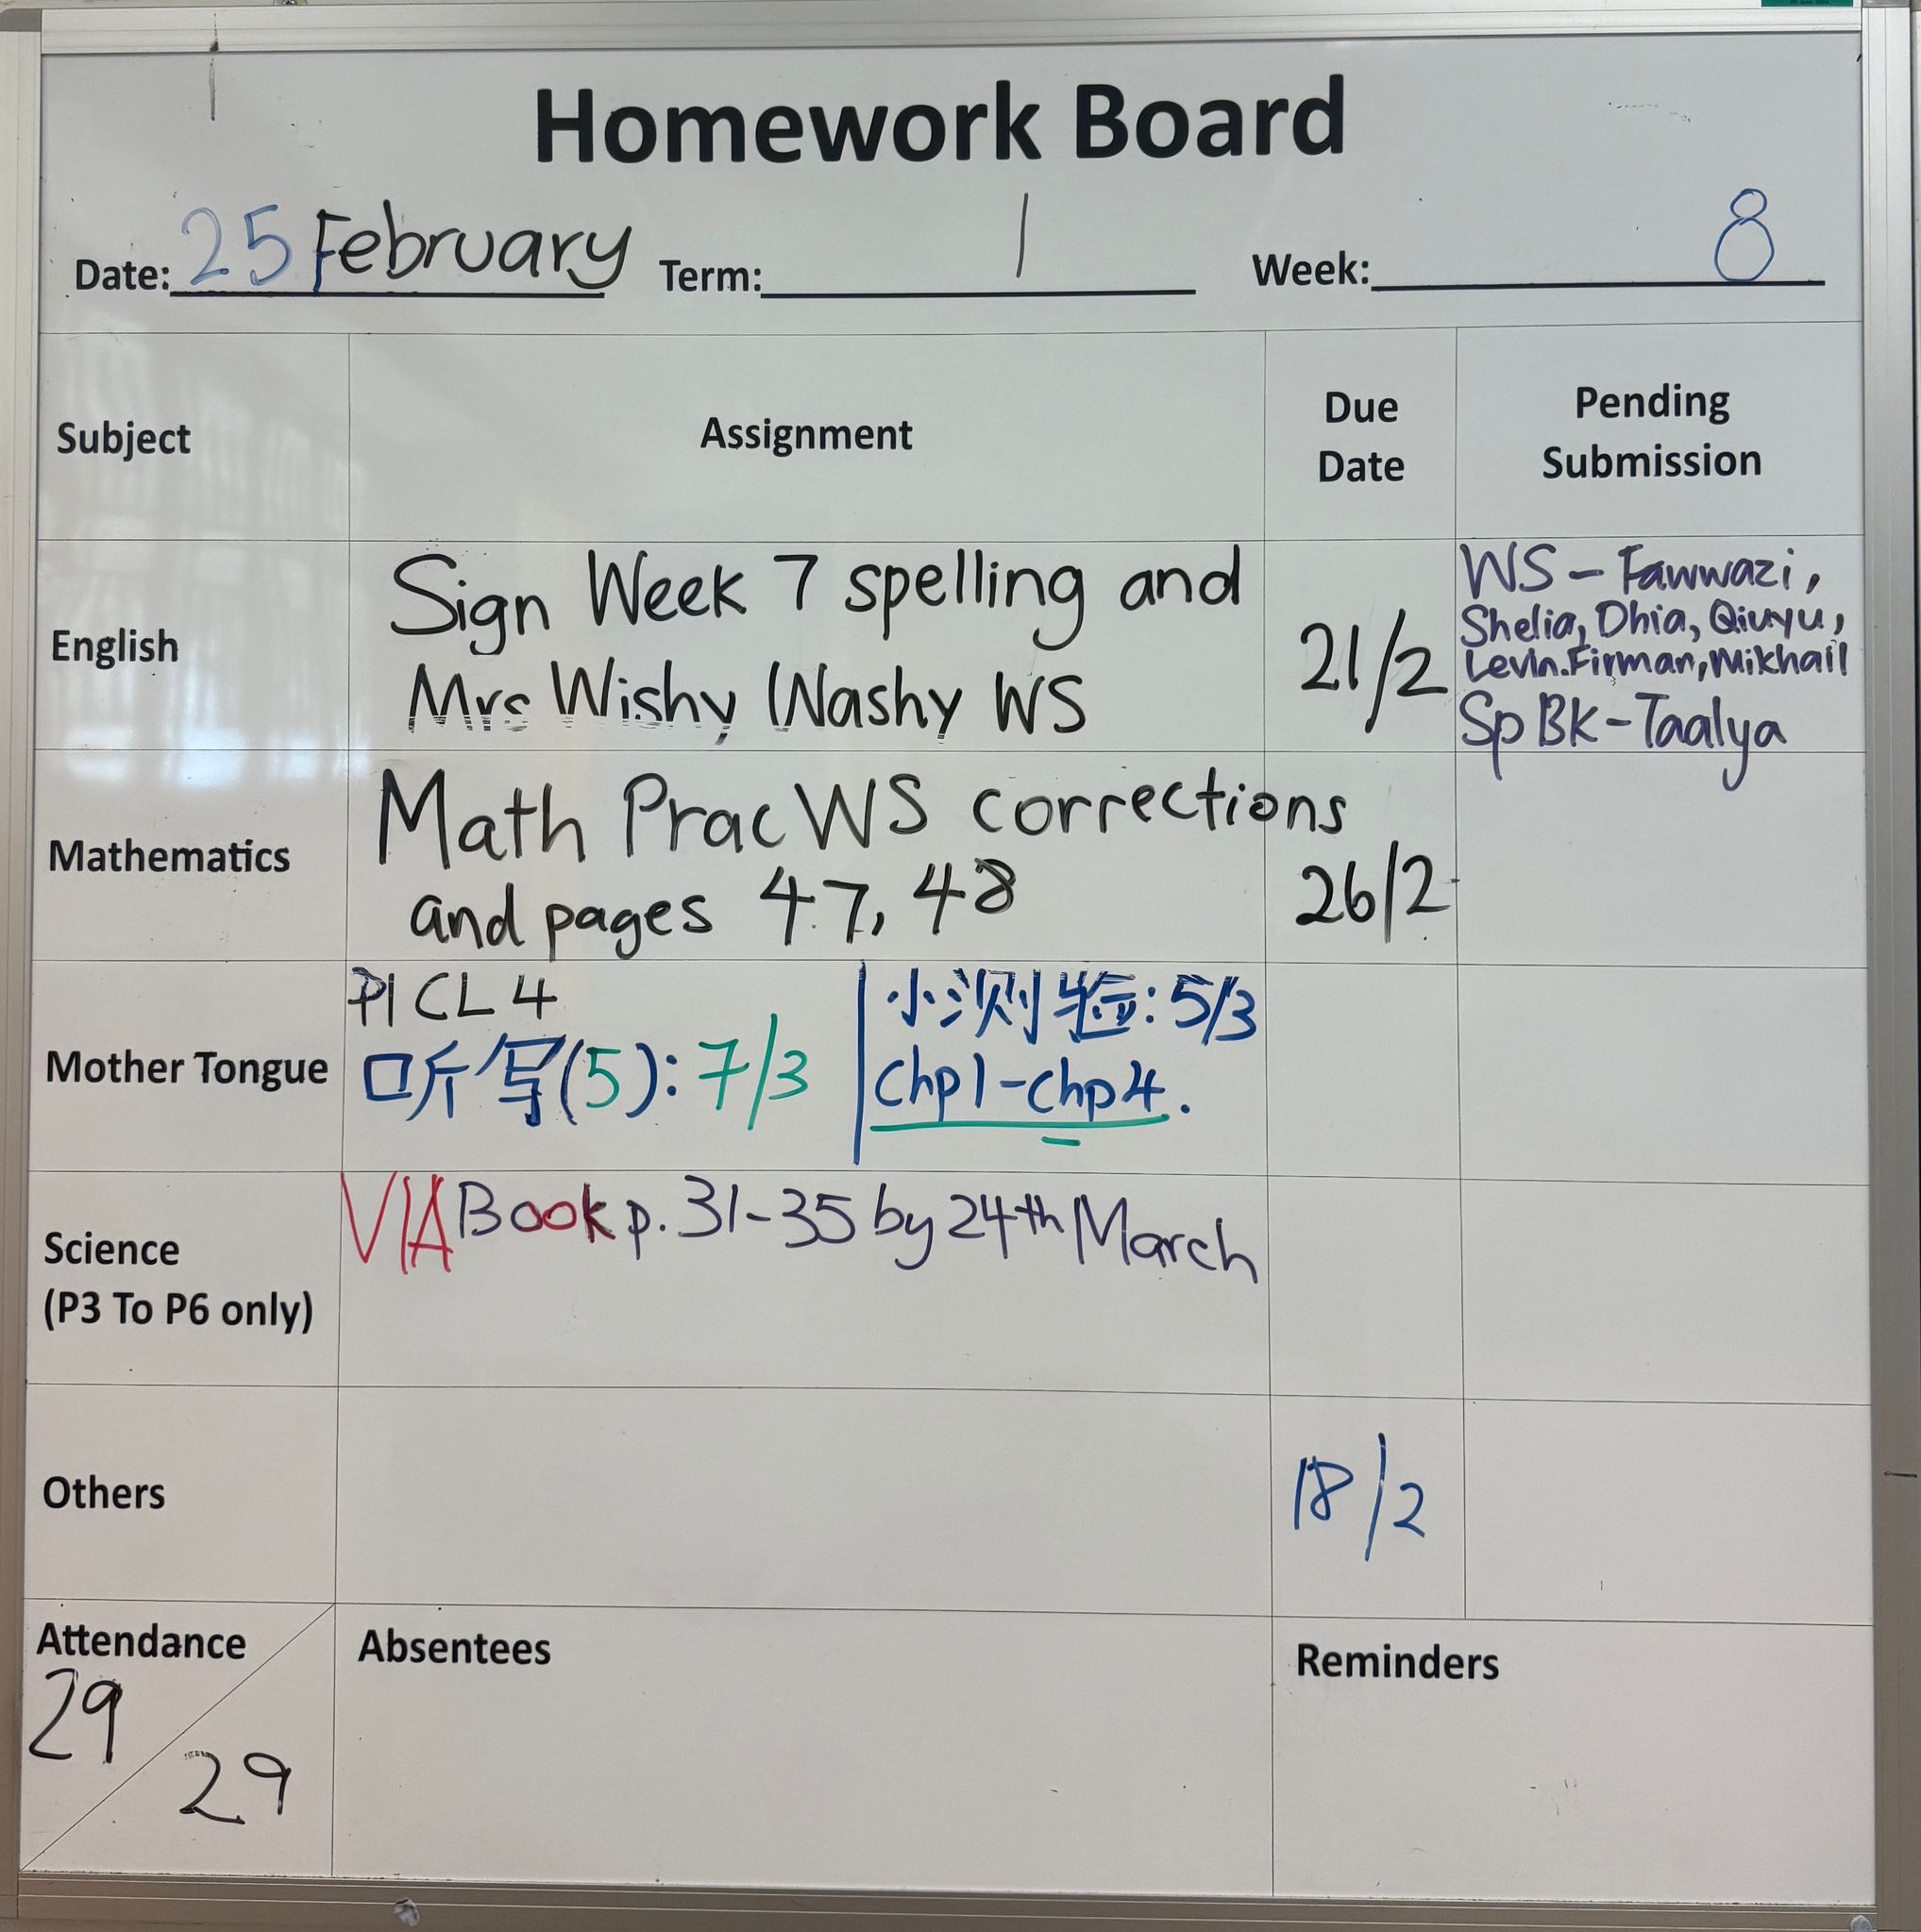 Homework Board
Date: 25 February Term: 1 Week: 8
Subject Assignment Due Date Pending Submission
English
Sign Week 7 spelling and
Mrs Wishy Washy WS
21/2
WS - Fawwazi,
Shelia, Dhia, Qiuyu,
Levin. Firman, Mikhail
Sp BK - Taalya
Mathematics
Math Prac WS corrections
and pages 47, 48
26/2
Mother Tongue
P1 CL 4
听写(5): 7/3
小测验: 5/3
Chp1-Chp4.
Science
(P3 To P6 only)
VIA Book p. 31-35 by 24th March
Others
18/2
Attendance
29
29
Absentees
Reminders